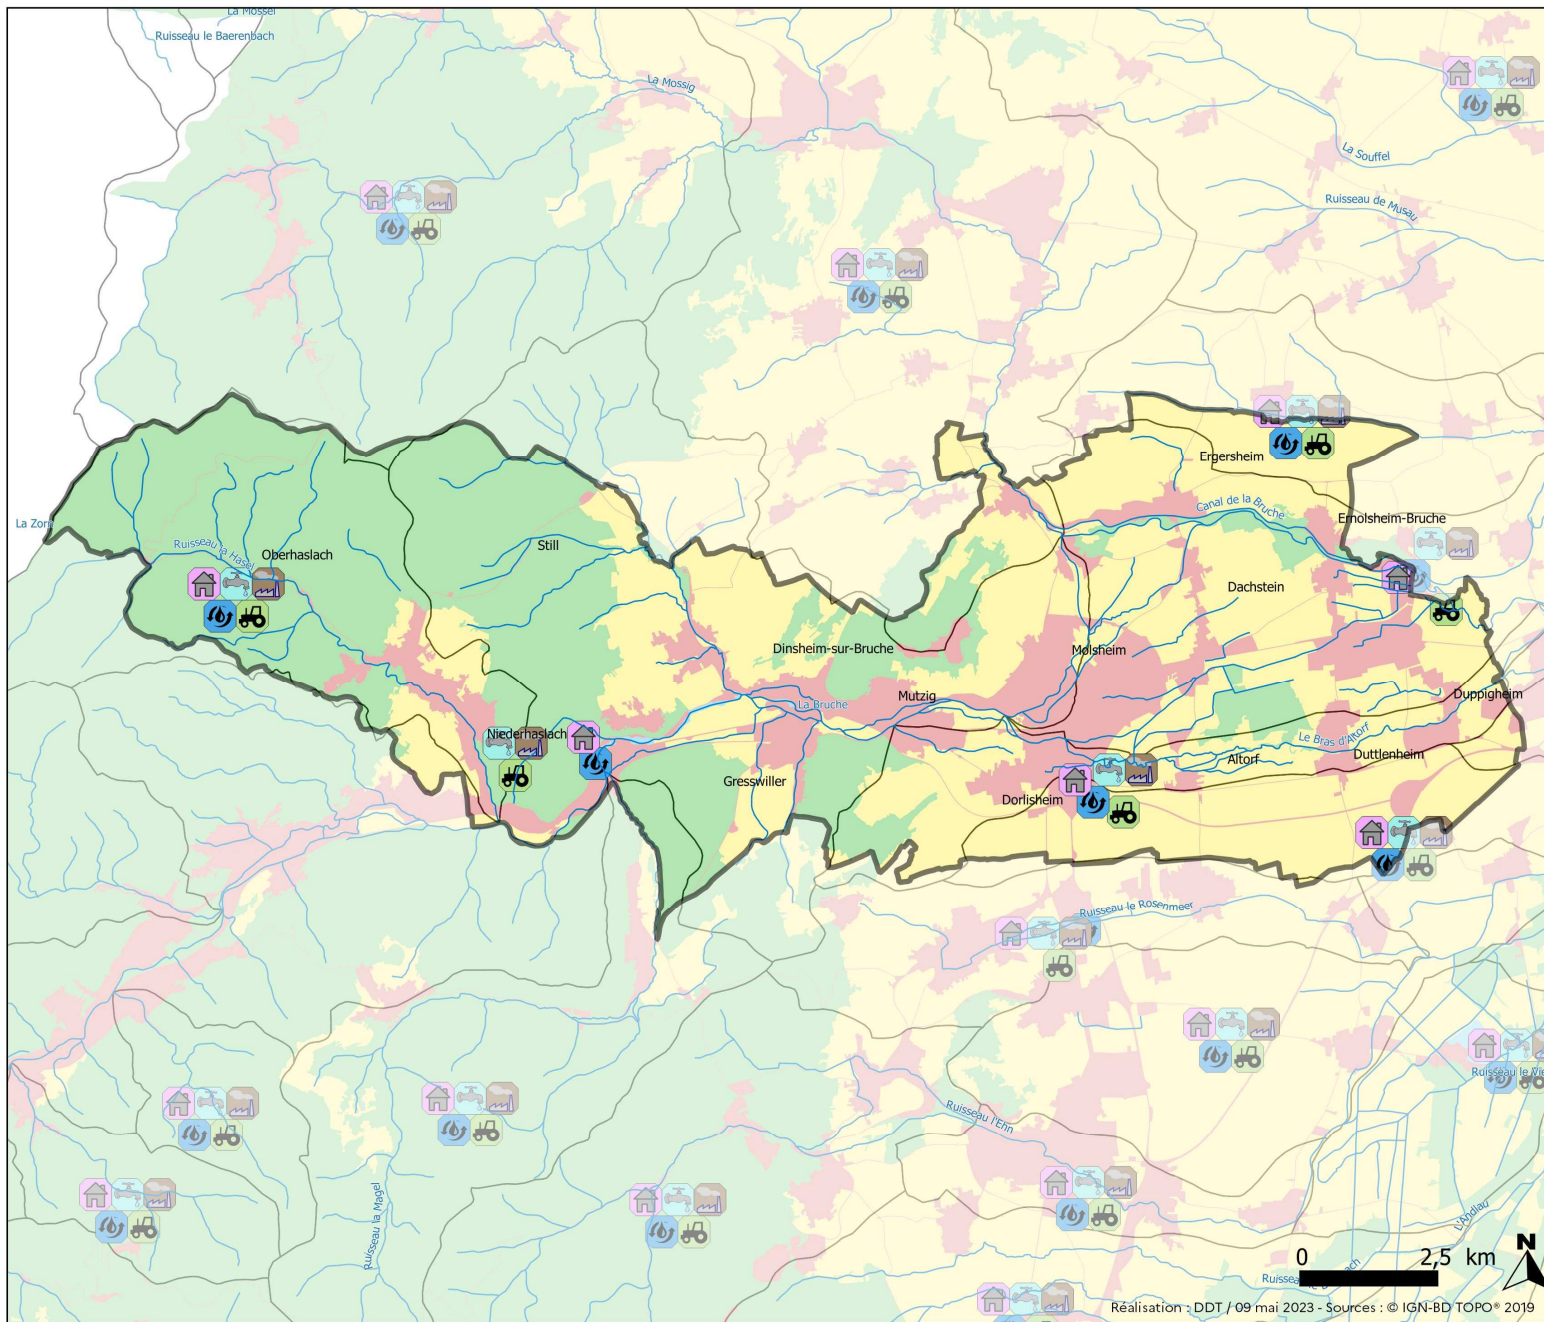 La Mossel
Ruisseau le Baerenbach
La Mossig
La Souffel
Ruisseau de Musau
Ergersheim
Canal de la Bruche
Ernolsheim-Bruche
La Zorn
Ruisseau la Hasel
Oberhaslach
Still
Dachstein
Dinsheim-sur-Bruche
Molsheim
Mutzig
La Bruche
Duppigheim
Niederhaslach
Le Bras d'Altorf
Altorf
Duttlenheim
Gresswiller
Dorlisheim
Ruisseau le Rosenmeer
Ruisseau l'Ehn
Ruisseau le
Ruisseau la Magel
L'Andlau
0 2,5 km
N
Réalisation : DDT / 09 mai 2023 - Sources : © IGN-BD TOPO® 2019